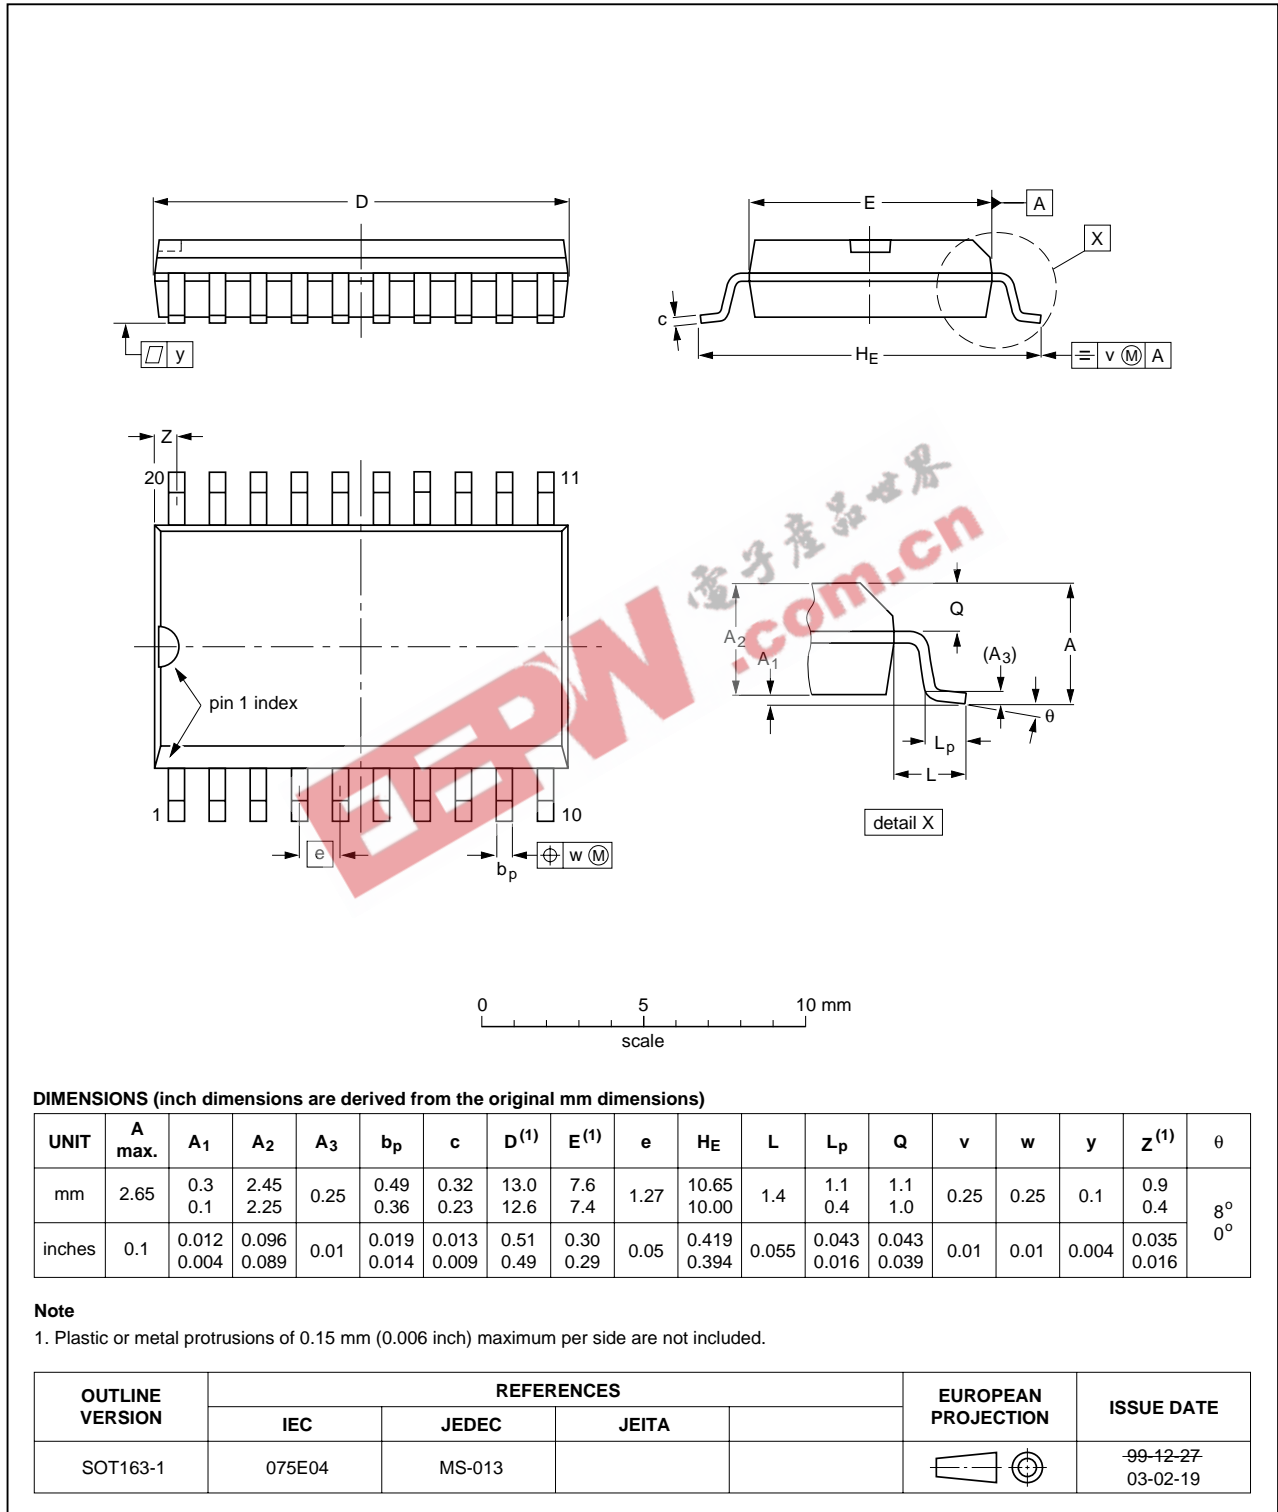 D
E
A
X
y
c
H_E
v Ⓜ A
Z
20
11
pin 1 index
1
10
e
b_p
w Ⓜ
A_2
A_1
Q
(A_3)
A
θ
L_p
L
detail X
電子產品世界
EEPW .com.cn
0 5 10 mm
scale
DIMENSIONS (inch dimensions are derived from the original mm dimensions)
UNIT A max. A1 A2 A3 bp c D(1) E(1) e HE L Lp Q v w y Z(1) θ
mm 2.65 0.3 0.1 2.45 2.25 0.25 0.49 0.36 0.32 0.23 13.0 12.6 7.6 7.4 1.27 10.65 10.00 1.4 1.1 0.4 1.1 1.0 0.25 0.25 0.1 0.9 0.4 8° 0°
inches 0.1 0.012 0.004 0.096 0.089 0.01 0.019 0.014 0.013 0.009 0.51 0.49 0.30 0.29 0.05 0.419 0.394 0.055 0.043 0.016 0.043 0.039 0.01 0.01 0.004 0.035 0.016
Note
1. Plastic or metal protrusions of 0.15 mm (0.006 inch) maximum per side are not included.
OUTLINE VERSION REFERENCES EUROPEAN PROJECTION ISSUE DATE
IEC JEDEC JEITA
SOT163-1 075E04 MS-013 99-12-27
03-02-19